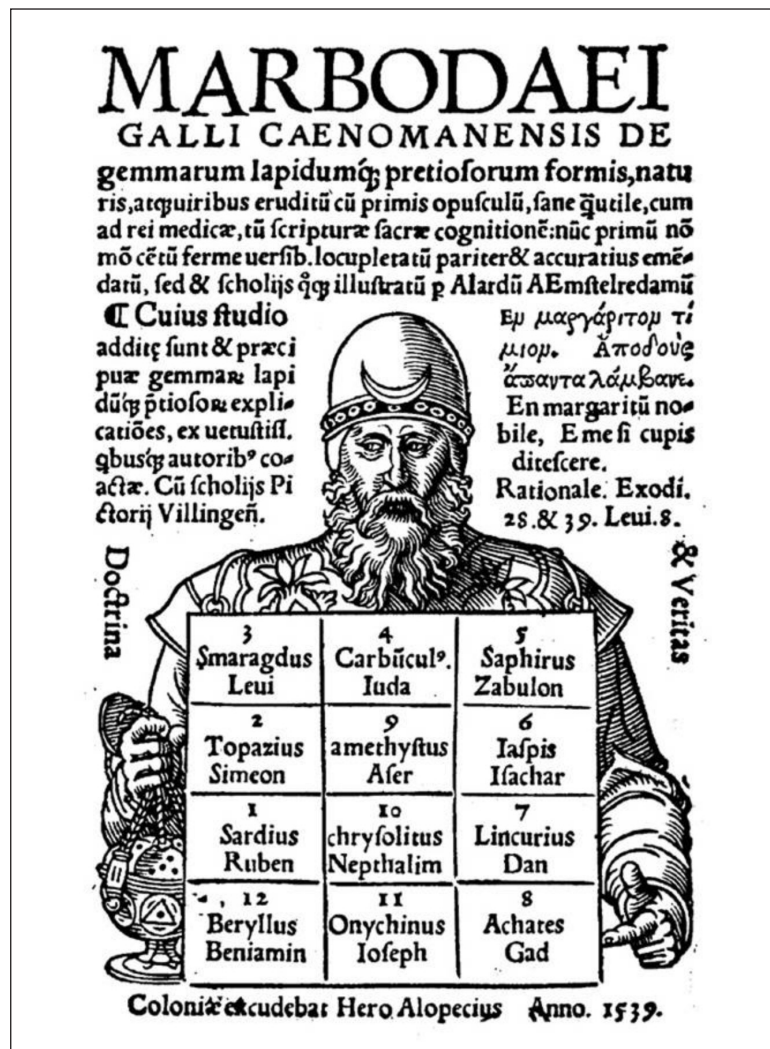 MARBODAEI
GALLI CAENOMANENSIS DE
gemmarum lapidumq́; pretioſorum formis,natu
ris,atq;uiribus eruditū cū primis opuſculū,ſane q̄utile,cum
ad rei medicæ,tū ſcripturæ ſacræ cognitionē:nūc primū nō
mō cētū ferme uerſib.locupletatū pariter& accuratius emē⸗
datū, ſed & ſcholijs q̊q; illuſtratū p Alardū AEmſtelredamū
¶ Cuius ſtudio
additę ſunt & præci
puæ gemmaꝝ lapi
dūq́; p̄tioſoꝝ expli⸗
catiōes, ex uetuſtiſſ.
qbusq́; autoribꝰ co⸗
actæ. Cū ſcholijs Pi
ctorij Villingeñ.
Εμ μαργάριτομ τί
μιομ. Ἀποδοὺς
ἅπαντα λάμβανε.
En margaritū no⸗
bile, E me ſi cupis
diteſcere.
Rationale. Exodi.
28.& 39. Leui.8.
Doctrina
& Veritas
3 4 5
Smaragdus Carbūculꝰ. Saphirus
Leui Iuda Zabulon
2 9 6
Topazius amethyſtus Iaſpis
Simeon Aſer Iſachar
1 10 7
Sardius chryſolitus Lincurius
Ruben Nepthalim Dan
12 11 8
Beryllus Onychinus Achates
Beniamin Ioſeph Gad
Coloniæ excudebat Hero Alopecius Anno. 1539.